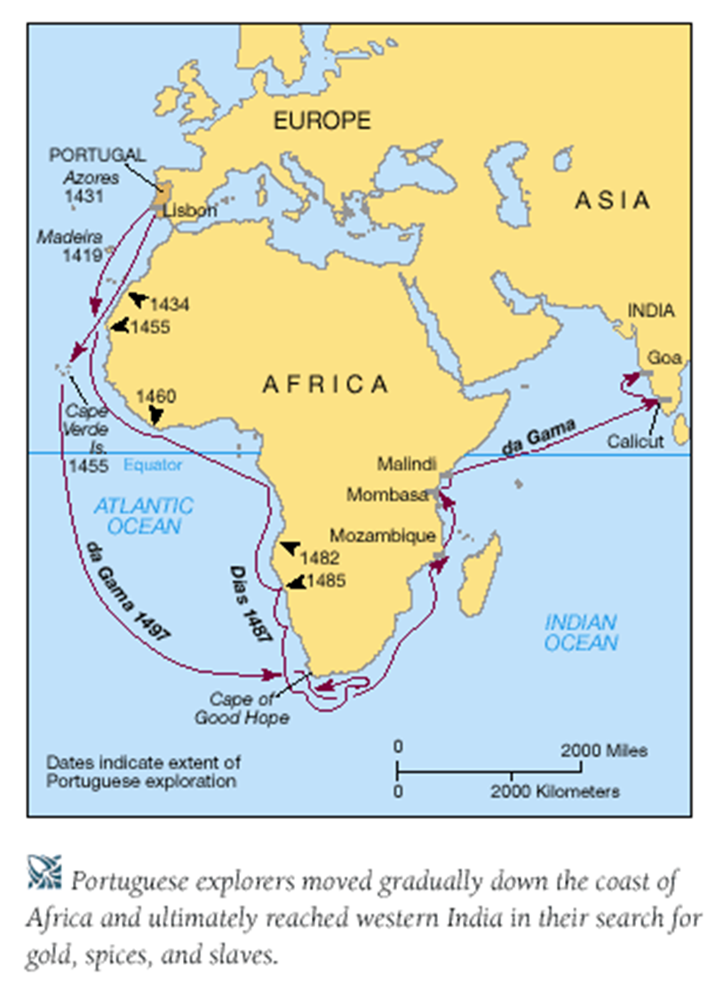 EUROPE
PORTUGAL
Azores
1431
ASIA
Lisbon
Madeira
1419
1434
1455
INDIA
Goa
AFRICA
1460
Cape
Verde
Is.
1455
Calicut
da Gama
Equator
Malindi
Mombasa
ATLANTIC
OCEAN
Mozambique
1482
1485
da Gama 1497
Dias 1487
INDIAN
OCEAN
Cape of
Good Hope
0
2000 Miles
0
2000 Kilometers
Dates indicate extent of
Portuguese exploration
Portuguese explorers moved gradually down the coast of
Africa and ultimately reached western India in their search for
gold, spices, and slaves.